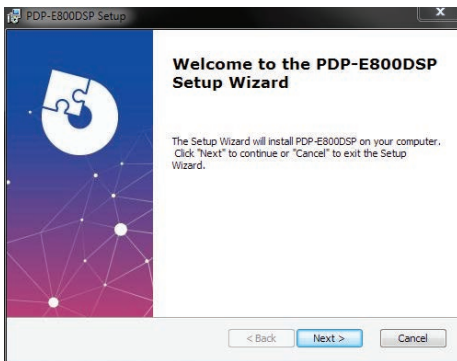 PDP-E800DSP Setup
x
Welcome to the PDP-E800DSP
Setup Wizard
The Setup Wizard will install PDP-E800DSP on your computer.
Click "Next" to continue or "Cancel" to exit the Setup
Wizard.
< Back
Next >
Cancel